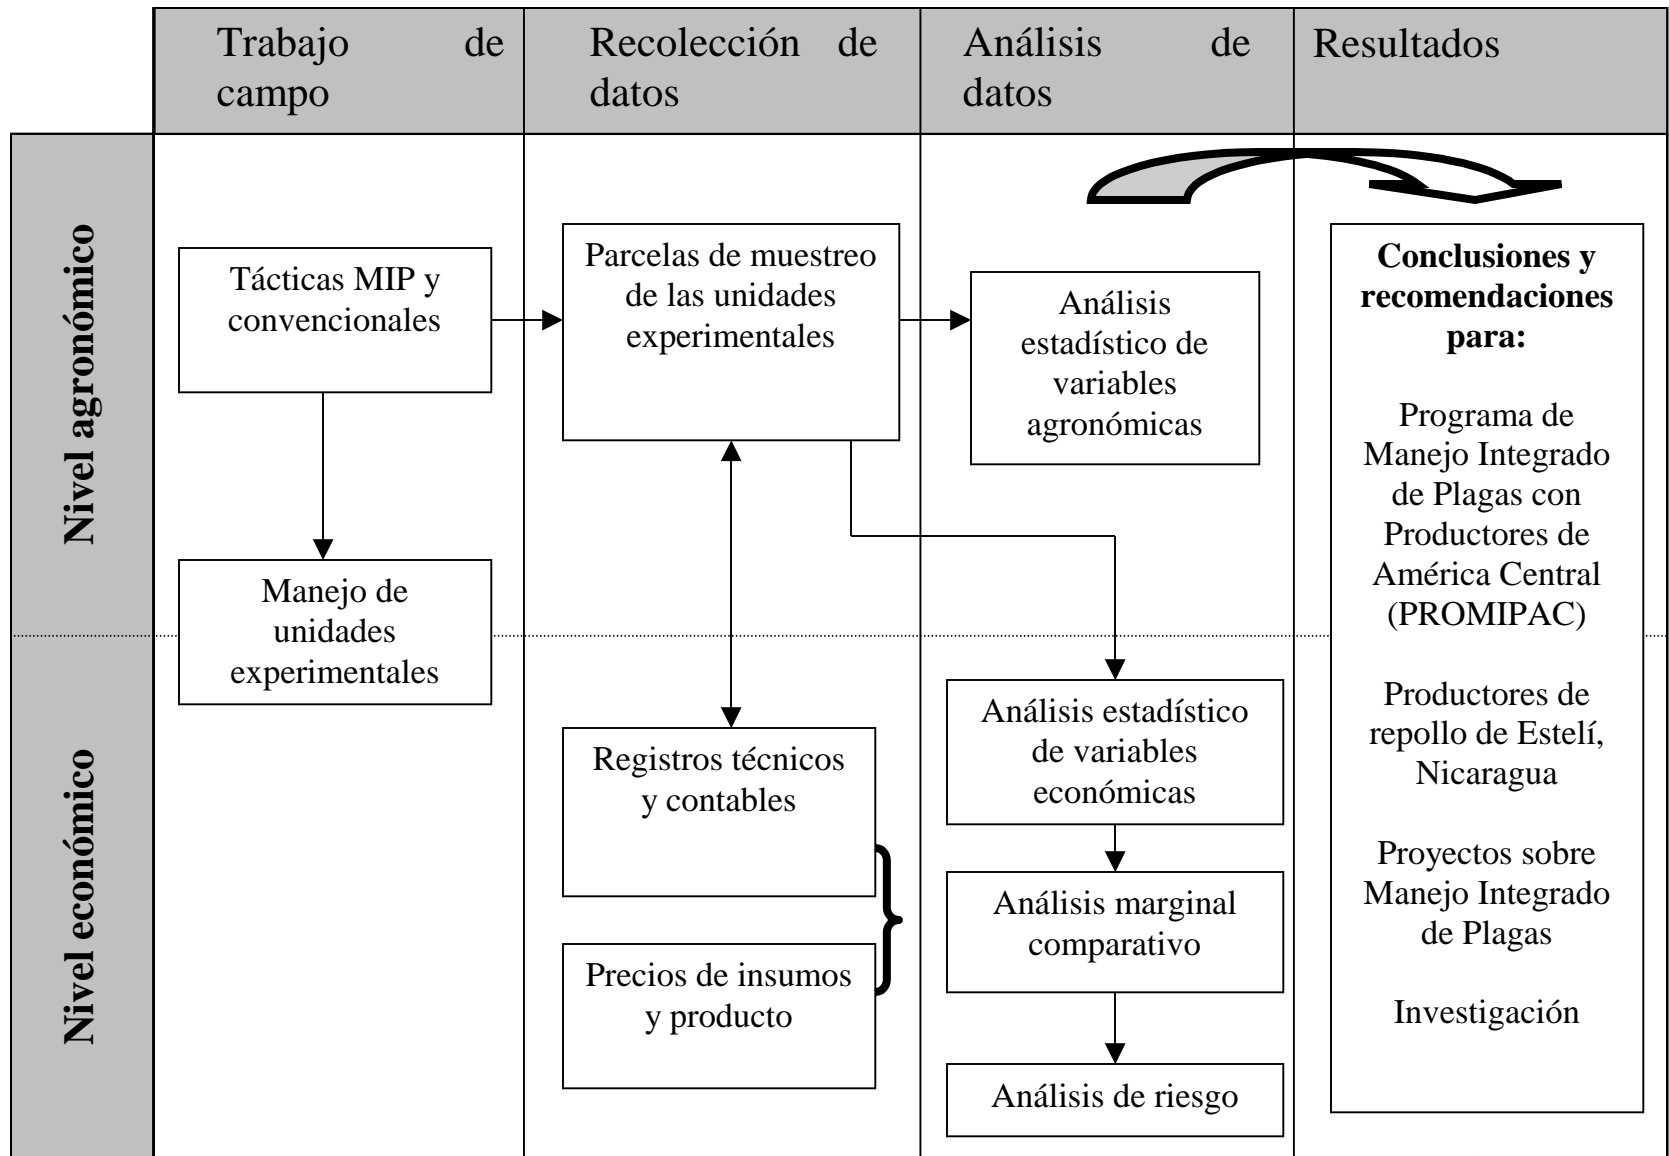 Trabajo de
campo
Recolección de
datos
Análisis de
datos
Resultados
Nivel agronómico
Tácticas MIP y
convencionales
Manejo de
unidades
experimentales
Parcelas de muestreo
de las unidades
experimentales
Análisis
estadístico de
variables
agronómicas
Conclusiones y
recomendaciones
para:
Programa de
Manejo Integrado
de Plagas con
Productores de
América Central
(PROMIPAC)
Productores de
repollo de Estelí,
Nicaragua
Proyectos sobre
Manejo Integrado
de Plagas
Investigación
Nivel económico
Registros técnicos
y contables
Precios de insumos
y producto
Análisis estadístico
de variables
económicas
Análisis marginal
comparativo
Análisis de riesgo